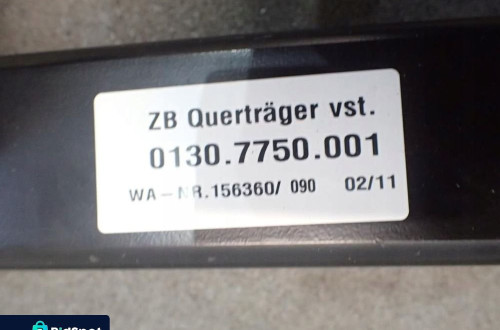 ZB Querträger vst.
0130.7750.001
WA-NR.156360/ 090 02/11